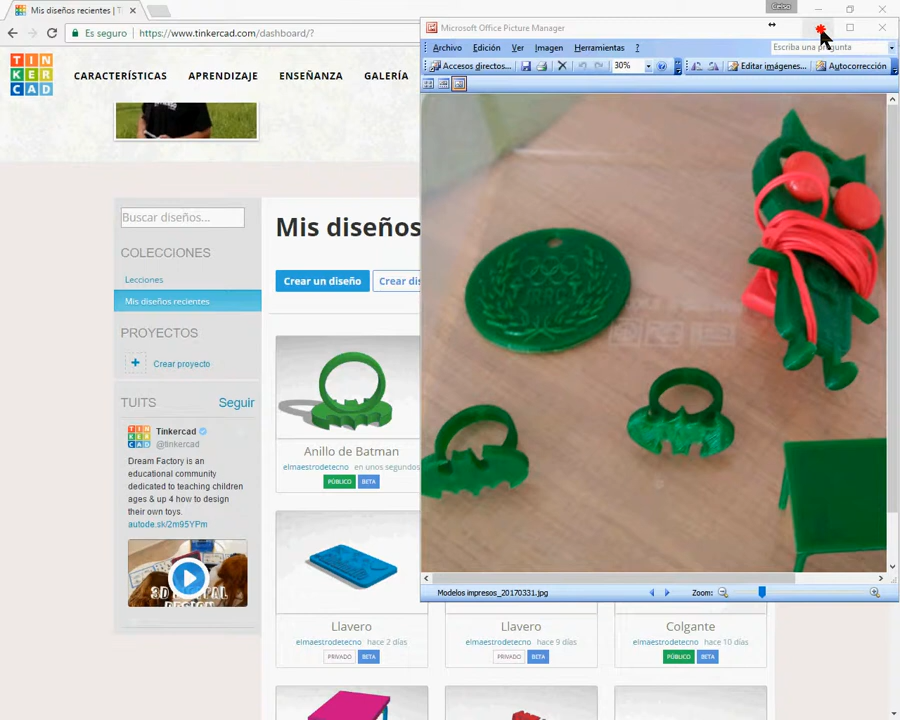 Mis diseños recientes | Ti
Celso
Es seguro | https://www.tinkercad.com/dashboard/?
TIN
KER
CAD
CARACTERÍSTICAS APRENDIZAJE ENSEÑANZA GALERÍA
Buscar diseños...
COLECCIONES
Lecciones
Mis diseños recientes
PROYECTOS
+ Crear proyecto
TUITS Seguir
TIN
KER
CAD
Tinkercad
@tinkercad
Dream Factory is an
educational community
dedicated to teaching children
ages & up 4 how to design
their own toys.
autode.sk/2m95YPm
Mis diseños
Crear un diseño Crear dis
Anillo de Batman
elmaestrodetecno en unos segundos
PÚBLICO BETA
Llavero
elmaestrodetecno hace 2 días
PRIVADO BETA
Llavero
elmaestrodetecno hace 9 días
PRIVADO BETA
Colgante
elmaestrodetecno hace 10 días
PÚBLICO BETA
Microsoft Office Picture Manager
Archivo Edición Ver Imagen Herramientas ?
Escriba una pregunta
Accesos directos... 30% Editar imágenes... Autocorrección
Modelos impresos_20170331.jpg
Zoom: